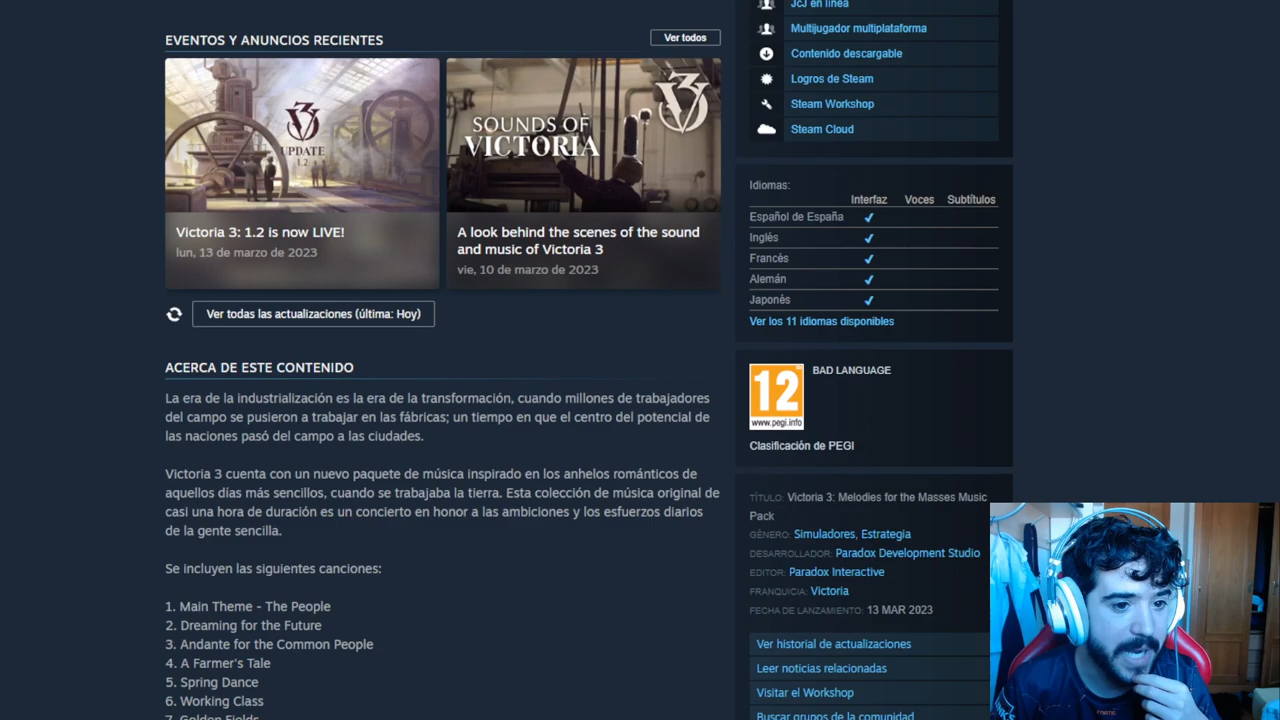 EVENTOS Y ANUNCIOS RECIENTES
Ver todos
UPDATE
1.2
Victoria 3: 1.2 is now LIVE!
lun, 13 de marzo de 2023
SOUNDS OF
VICTORIA
V3
A look behind the scenes of the sound
and music of Victoria 3
vie, 10 de marzo de 2023
Ver todas las actualizaciones (última: Hoy)
ACERCA DE ESTE CONTENIDO
La era de la industrialización es la era de la transformación, cuando millones de trabajadores
del campo se pusieron a trabajar en las fábricas; un tiempo en que el centro del potencial de
las naciones pasó del campo a las ciudades.
Victoria 3 cuenta con un nuevo paquete de música inspirado en los anhelos románticos de
aquellos días más sencillos, cuando se trabajaba la tierra. Esta colección de música original de
casi una hora de duración es un concierto en honor a las ambiciones y los esfuerzos diarios
de la gente sencilla.
Se incluyen las siguientes canciones:
1. Main Theme - The People
2. Dreaming for the Future
3. Andante for the Common People
4. A Farmer's Tale
5. Spring Dance
6. Working Class
7. Golden Fields
JcJ en línea
Multijugador multiplataforma
Contenido descargable
Logros de Steam
Steam Workshop
Steam Cloud
Idiomas:
Interfaz Voces Subtítulos
Español de España
Inglés
Francés
Alemán
Japonés
Ver los 11 idiomas disponibles
12
www.pegi.info
BAD LANGUAGE
Clasificación de PEGI
TÍTULO: Victoria 3: Melodies for the Masses Music
Pack
GÉNERO: Simuladores, Estrategia
DESARROLLADOR: Paradox Development Studio
EDITOR: Paradox Interactive
FRANQUICIA: Victoria
FECHA DE LANZAMIENTO: 13 MAR 2023
Ver historial de actualizaciones
Leer noticias relacionadas
Visitar el Workshop
Buscar grupos de la comunidad